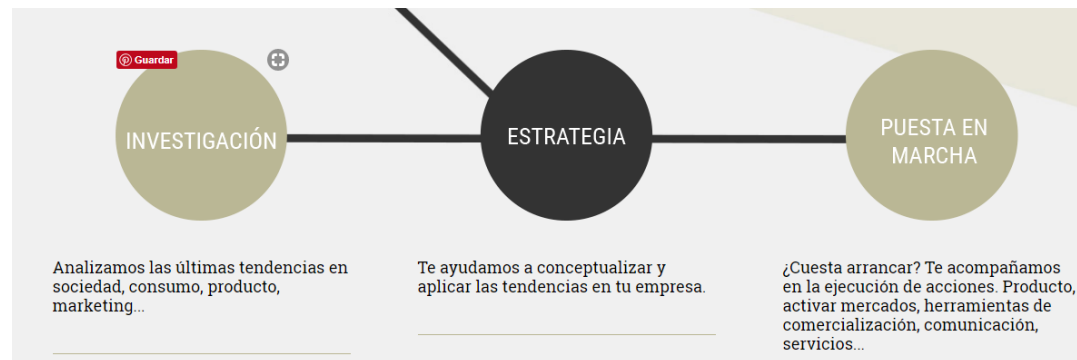 Guardar
INVESTIGACIÓN
ESTRATEGIA
PUESTA EN
MARCHA
Analizamos las últimas tendencias en
sociedad, consumo, producto,
marketing...
Te ayudamos a conceptualizar y
aplicar las tendencias en tu empresa.
¿Cuesta arrancar? Te acompañamos
en la ejecución de acciones. Producto,
activar mercados, herramientas de
comercialización, comunicación,
servicios...